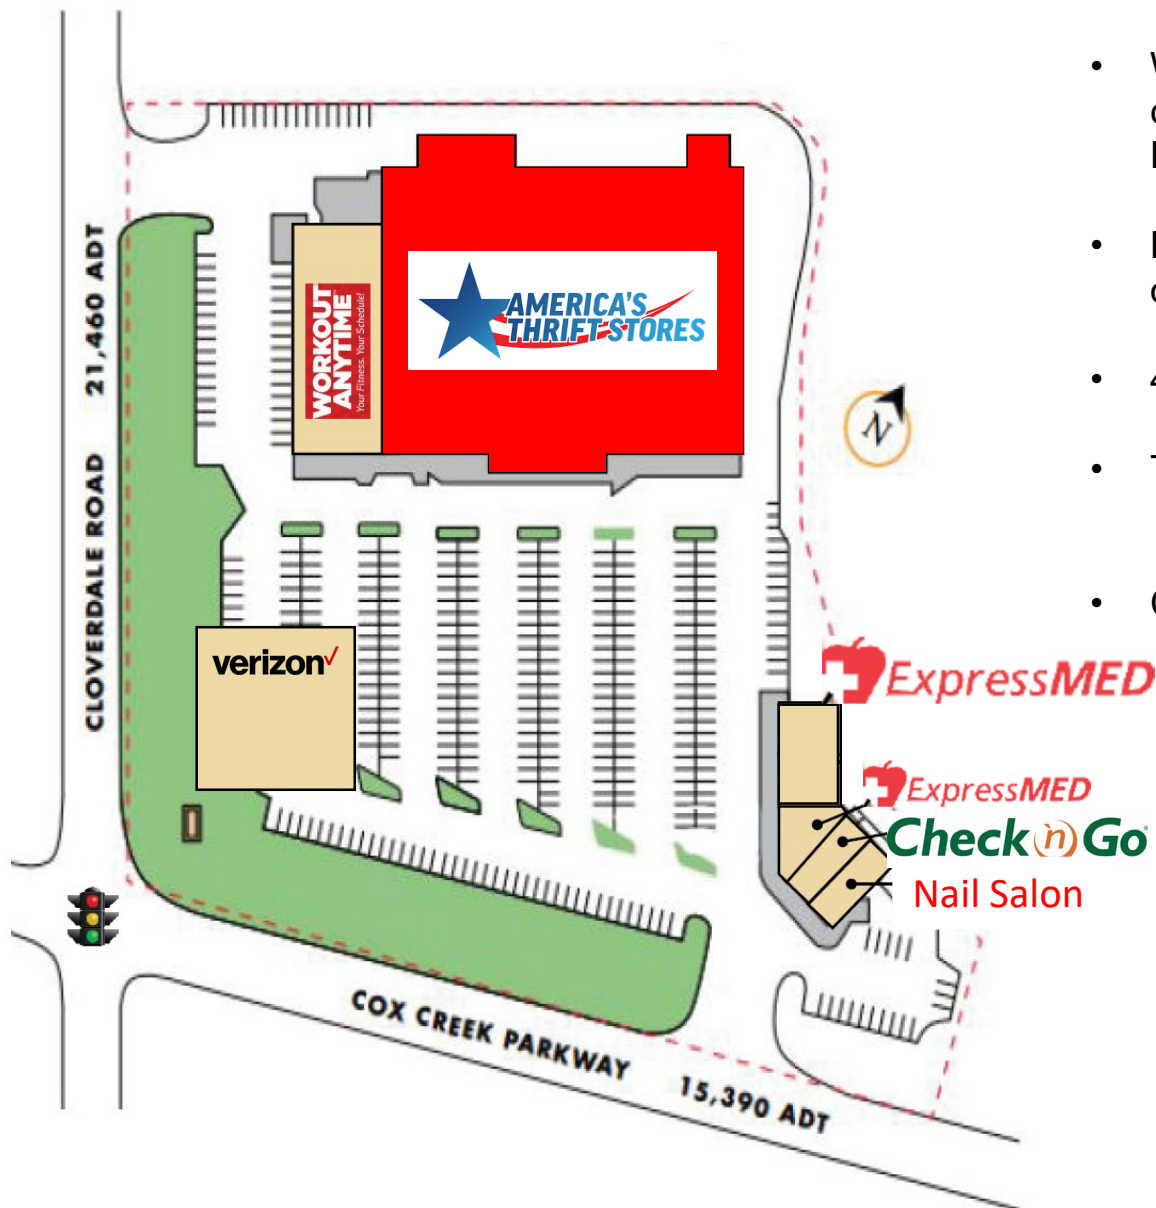 21,460 ADT
CLOVERDALE ROAD
WORKOUT
ANYTIME
Your Fitness. Your Schedule!
AMERICA'S
THRIFT STORES
N
verizon
ExpressMED
ExpressMED
Check 'n Go
Nail Salon
COX CREEK PARKWAY
15,390 ADT